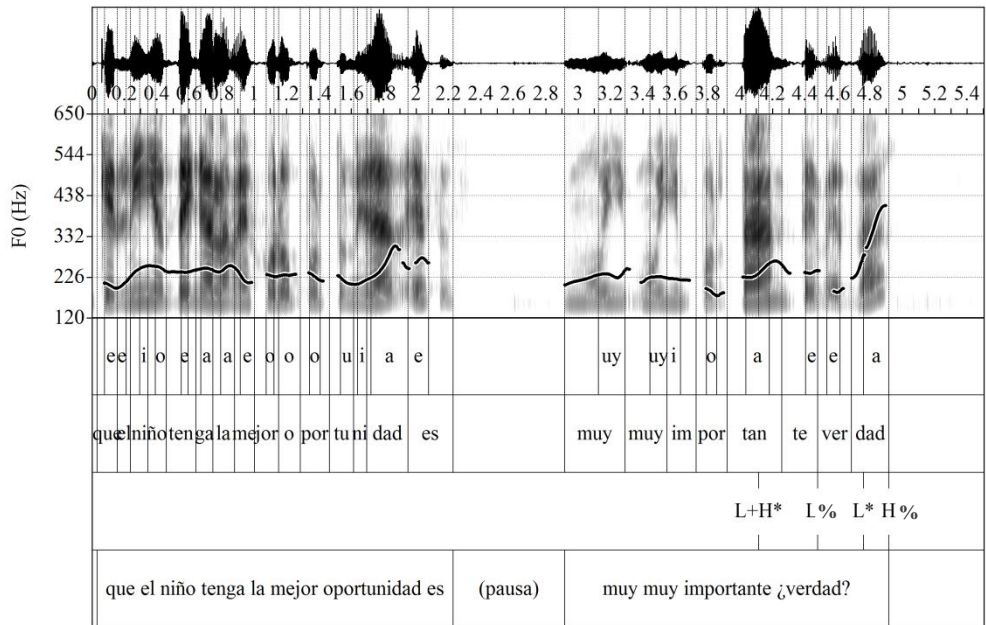 0 0.2 0.4 0.6 0.8 1 1.2 1.4 1.6 1.8 2 2.2 2.4 2.6 2.8 3 3.2 3.4 3.6 3.8 4 4.2 4.4 4.6 4.8 5 5.2 5.4
650
544
438
332
226
120
F0 (Hz)
e e i o e a a e o o o u i a e uy uy i o a e e a
que el ni ño ten ga la me jor o por tu ni dad es muy muy im por tan te ver dad
L+H* L% L* H%
que el niño tenga la mejor oportunidad es (pausa) muy muy importante ¿verdad?